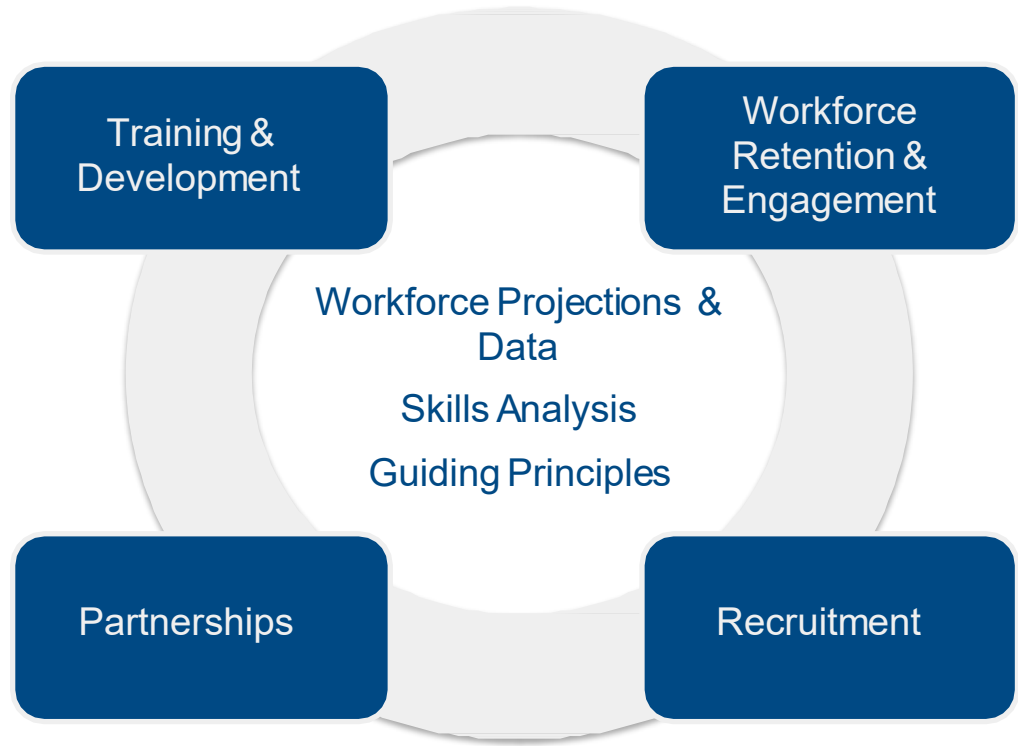 Training &
Development
Workforce
Retention &
Engagement
Workforce Projections &
Data
Skills Analysis
Guiding Principles
Partnerships
Recruitment